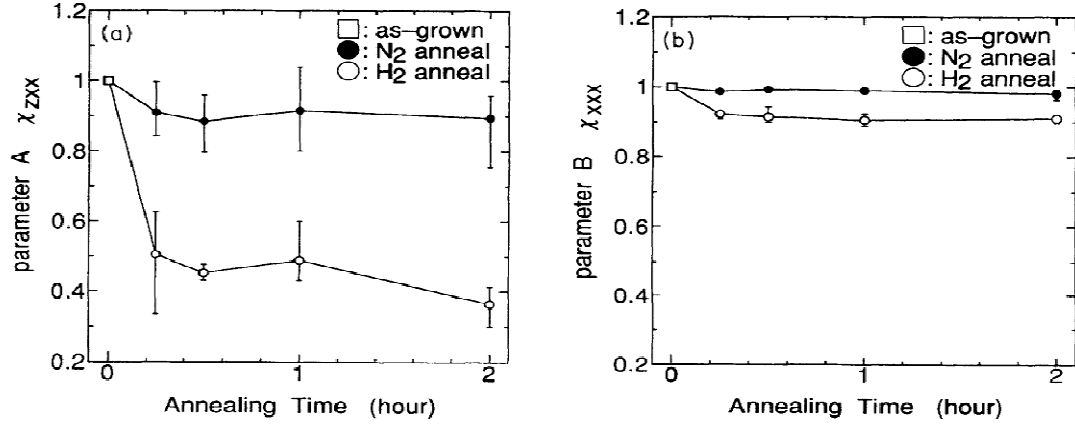 (a)
□: as-grown
●: N2 anneal
○: H2 anneal
parameter A χzxx
1.2
1
0.8
0.6
0.4
0.2
0 1 2
Annealing Time (hour)
(b)
□: as-grown
●: N2 anneal
○: H2 anneal
parameter B χxxx
1.2
1
0.8
0.6
0.4
0.2
0 1 2
Annealing Time (hour)